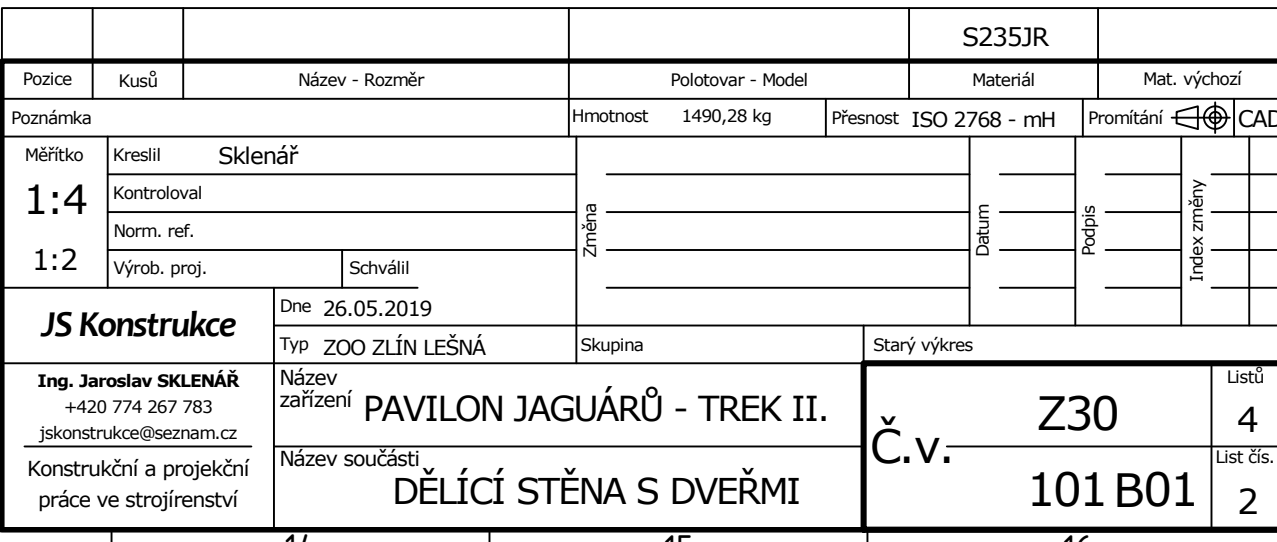 S235JR
Pozice Kusů Název - Rozměr Polotovar - Model Materiál Mat. výchozí
Poznámka Hmotnost 1490,28 kg Přesnost ISO 2768 - mH Promítání CAD
Měřítko Kreslil Sklenář
1:4 Kontroloval
Norm. ref.
1:2 Výrob. proj. Schválil
Změna Datum Podpis Index změny
JS Konstrukce
Dne 26.05.2019
Typ ZOO ZLÍN LEŠNÁ Skupina Starý výkres
Ing. Jaroslav SKLENÁŘ
+420 774 267 783
jskonstrukce@seznam.cz
Konstrukční a projekční
práce ve strojírenství
Název
zařízení PAVILON JAGUÁRŮ - TREK II.
Název součásti
DĚLÍCÍ STĚNA S DVEŘMI
Č.v. Z30
101 B01
Listů
4
List čís.
2